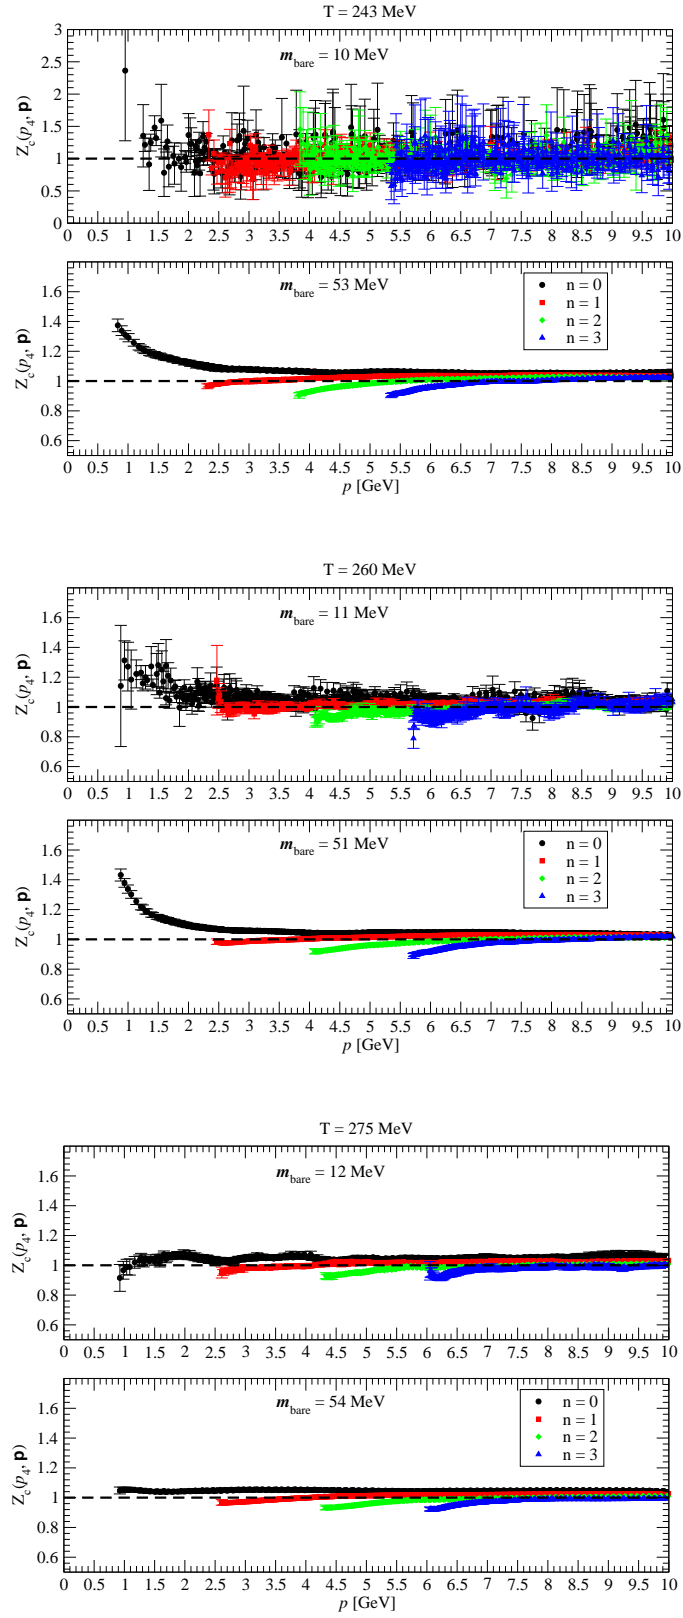 T = 243 MeV
m_bare = 10 MeV
Z_c(p_4, p)
3
2.5
2
1.5
1
0.5
0
0 0.5 1 1.5 2 2.5 3 3.5 4 4.5 5 5.5 6 6.5 7 7.5 8 8.5 9 9.5 10
m_bare = 53 MeV
n = 0
n = 1
n = 2
n = 3
Z_c(p_4, p)
1.6
1.4
1.2
1
0.8
0.6
0 0.5 1 1.5 2 2.5 3 3.5 4 4.5 5 5.5 6 6.5 7 7.5 8 8.5 9 9.5 10
p [GeV]
T = 260 MeV
m_bare = 11 MeV
Z_c(p_4, p)
1.6
1.4
1.2
1
0.8
0.6
0 0.5 1 1.5 2 2.5 3 3.5 4 4.5 5 5.5 6 6.5 7 7.5 8 8.5 9 9.5 10
m_bare = 51 MeV
n = 0
n = 1
n = 2
n = 3
Z_c(p_4, p)
1.6
1.4
1.2
1
0.8
0.6
0 0.5 1 1.5 2 2.5 3 3.5 4 4.5 5 5.5 6 6.5 7 7.5 8 8.5 9 9.5 10
p [GeV]
T = 275 MeV
m_bare = 12 MeV
Z_c(p_4, p)
1.6
1.4
1.2
1
0.8
0.6
0 0.5 1 1.5 2 2.5 3 3.5 4 4.5 5 5.5 6 6.5 7 7.5 8 8.5 9 9.5 10
m_bare = 54 MeV
n = 0
n = 1
n = 2
n = 3
Z_c(p_4, p)
1.6
1.4
1.2
1
0.8
0.6
0 0.5 1 1.5 2 2.5 3 3.5 4 4.5 5 5.5 6 6.5 7 7.5 8 8.5 9 9.5 10
p [GeV]